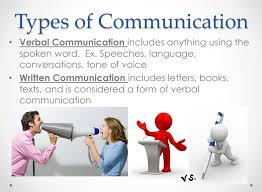 Types of Communication
• Verbal Communication includes anything using the
spoken word. Ex. Speeches, language,
conversations, tone of voice
• Written Communication includes letters, books,
texts, and is considered a form of verbal
communication
vs.